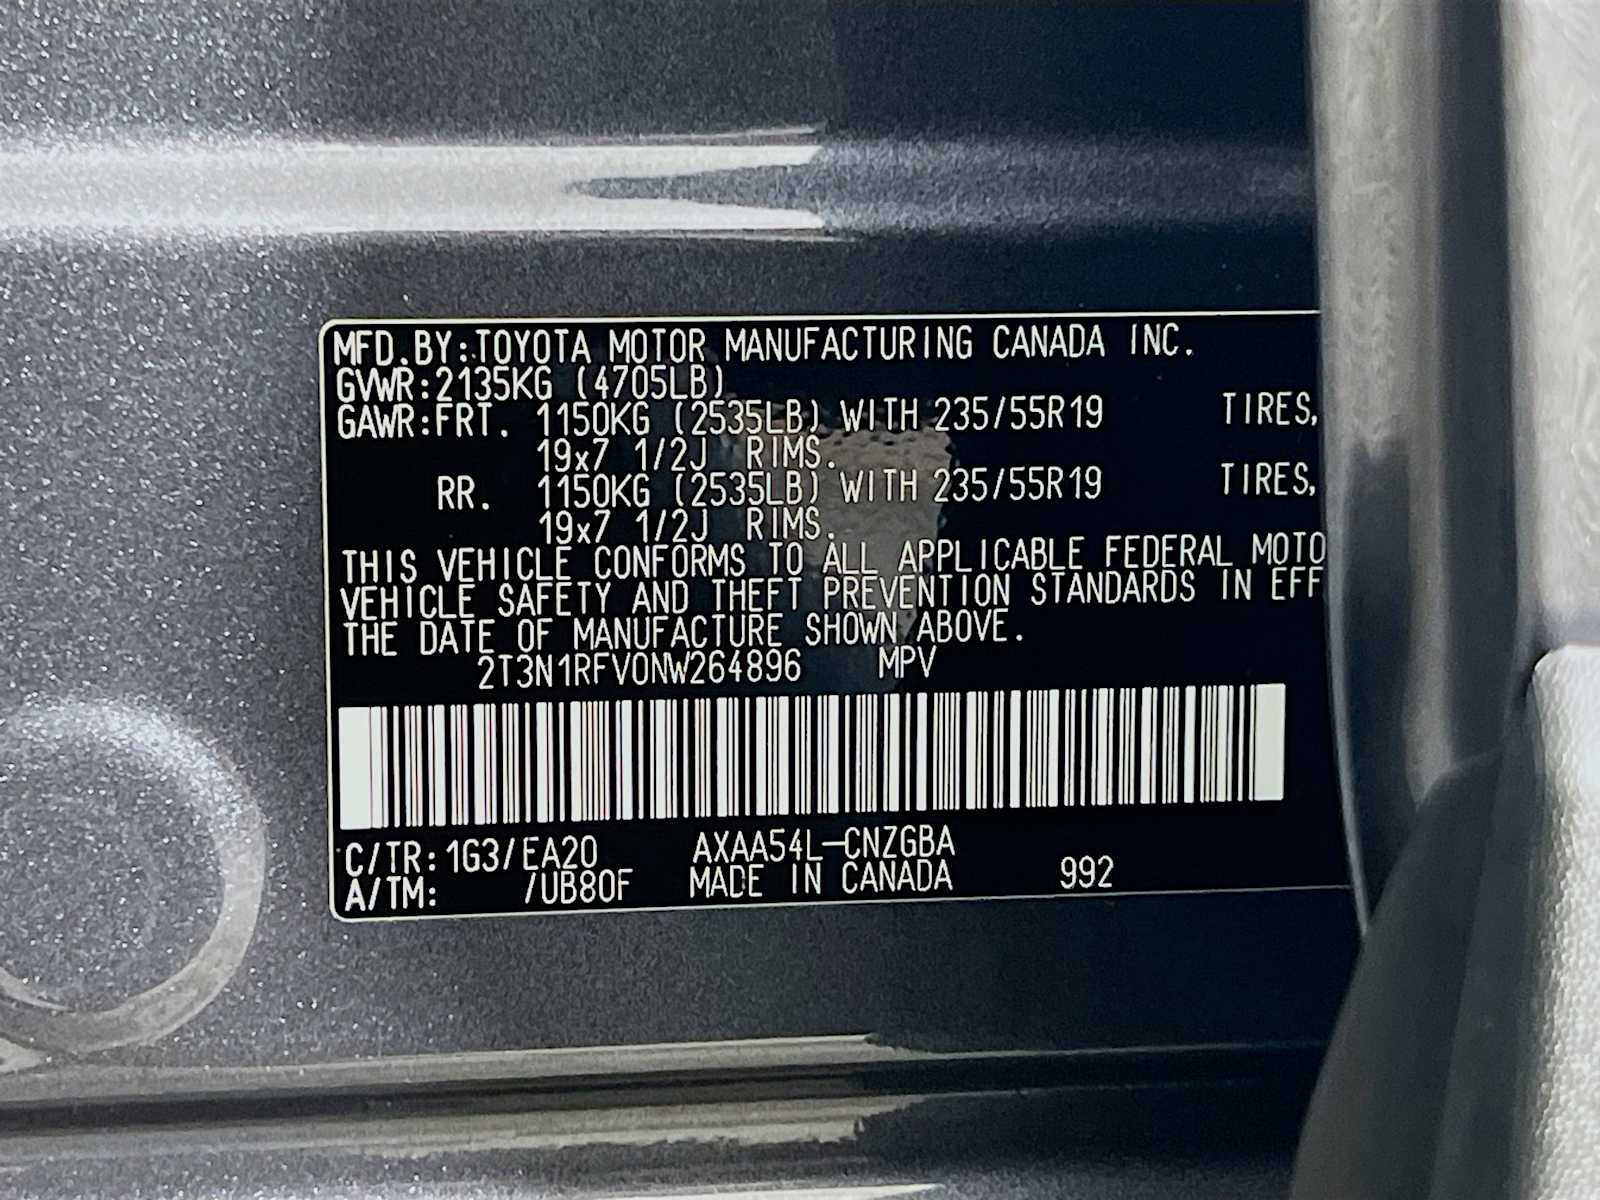 MFD.BY:TOYOTA MOTOR MANUFACTURING CANADA INC.
GVWR:2135KG (4705LB)
GAWR:FRT. 1150KG (2535LB) WITH 235/55R19 TIRES,
19x7 1/2J RIMS.
RR. 1150KG (2535LB) WITH 235/55R19 TIRES,
19x7 1/2J RIMS.
THIS VEHICLE CONFORMS TO ALL APPLICABLE FEDERAL MOTO
VEHICLE SAFETY AND THEFT PREVENTION STANDARDS IN EFF
THE DATE OF MANUFACTURE SHOWN ABOVE.
2T3N1RFV0NW264896 MPV
C/TR: 1G3/EA20 AXAA54L-CNZGBA
A/TM: /UB80F MADE IN CANADA 992